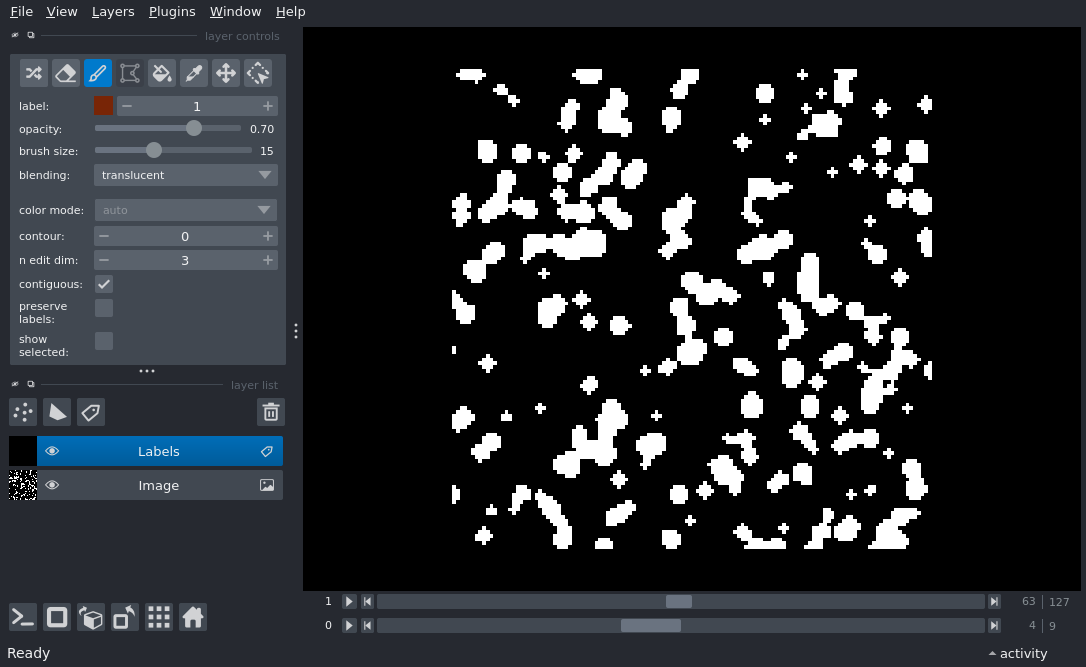 File View Layers Plugins Window Help
layer controls
label: 1
opacity: 0.70
brush size: 15
blending: translucent
color mode: auto
contour: 0
n edit dim: 3
contiguous:
preserve
labels:
show
selected:
layer list
Labels
Image
1 63 127
0 4 9
Ready activity